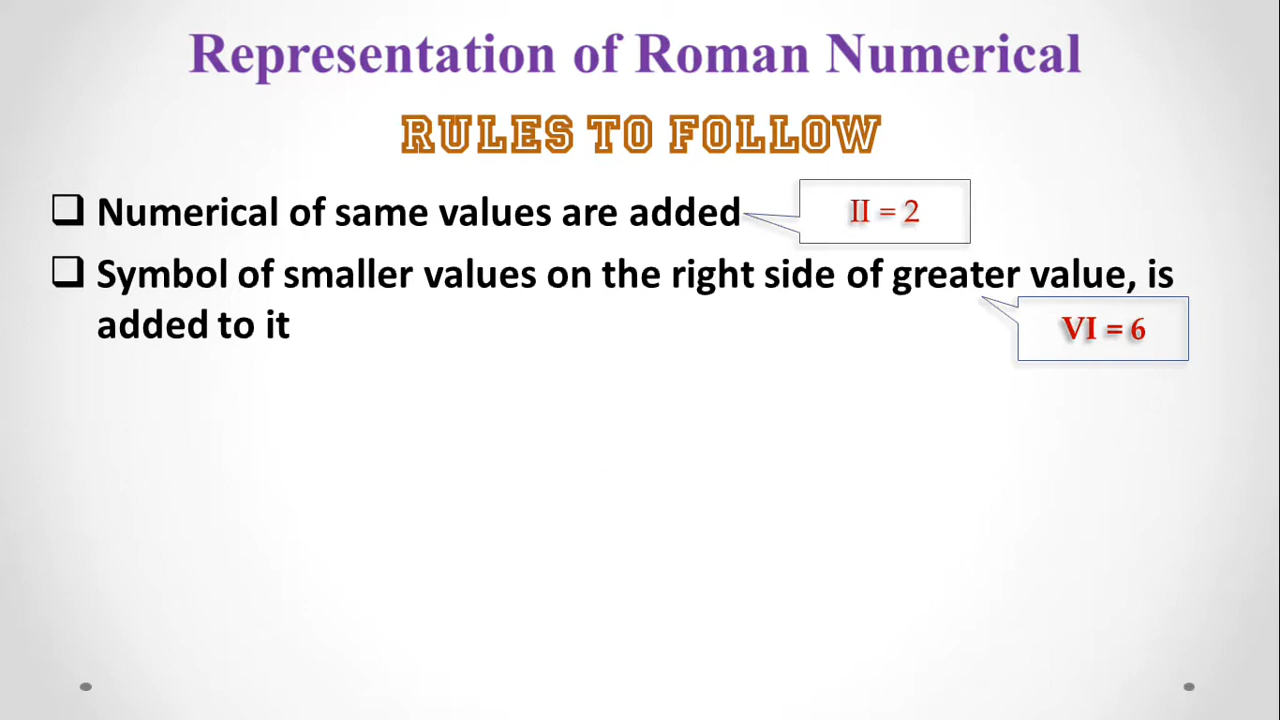 Representation of Roman Numerical
RULES TO FOLLOW
❑ Numerical of same values are added
II = 2
❑ Symbol of smaller values on the right side of greater value, is
added to it
VI = 6